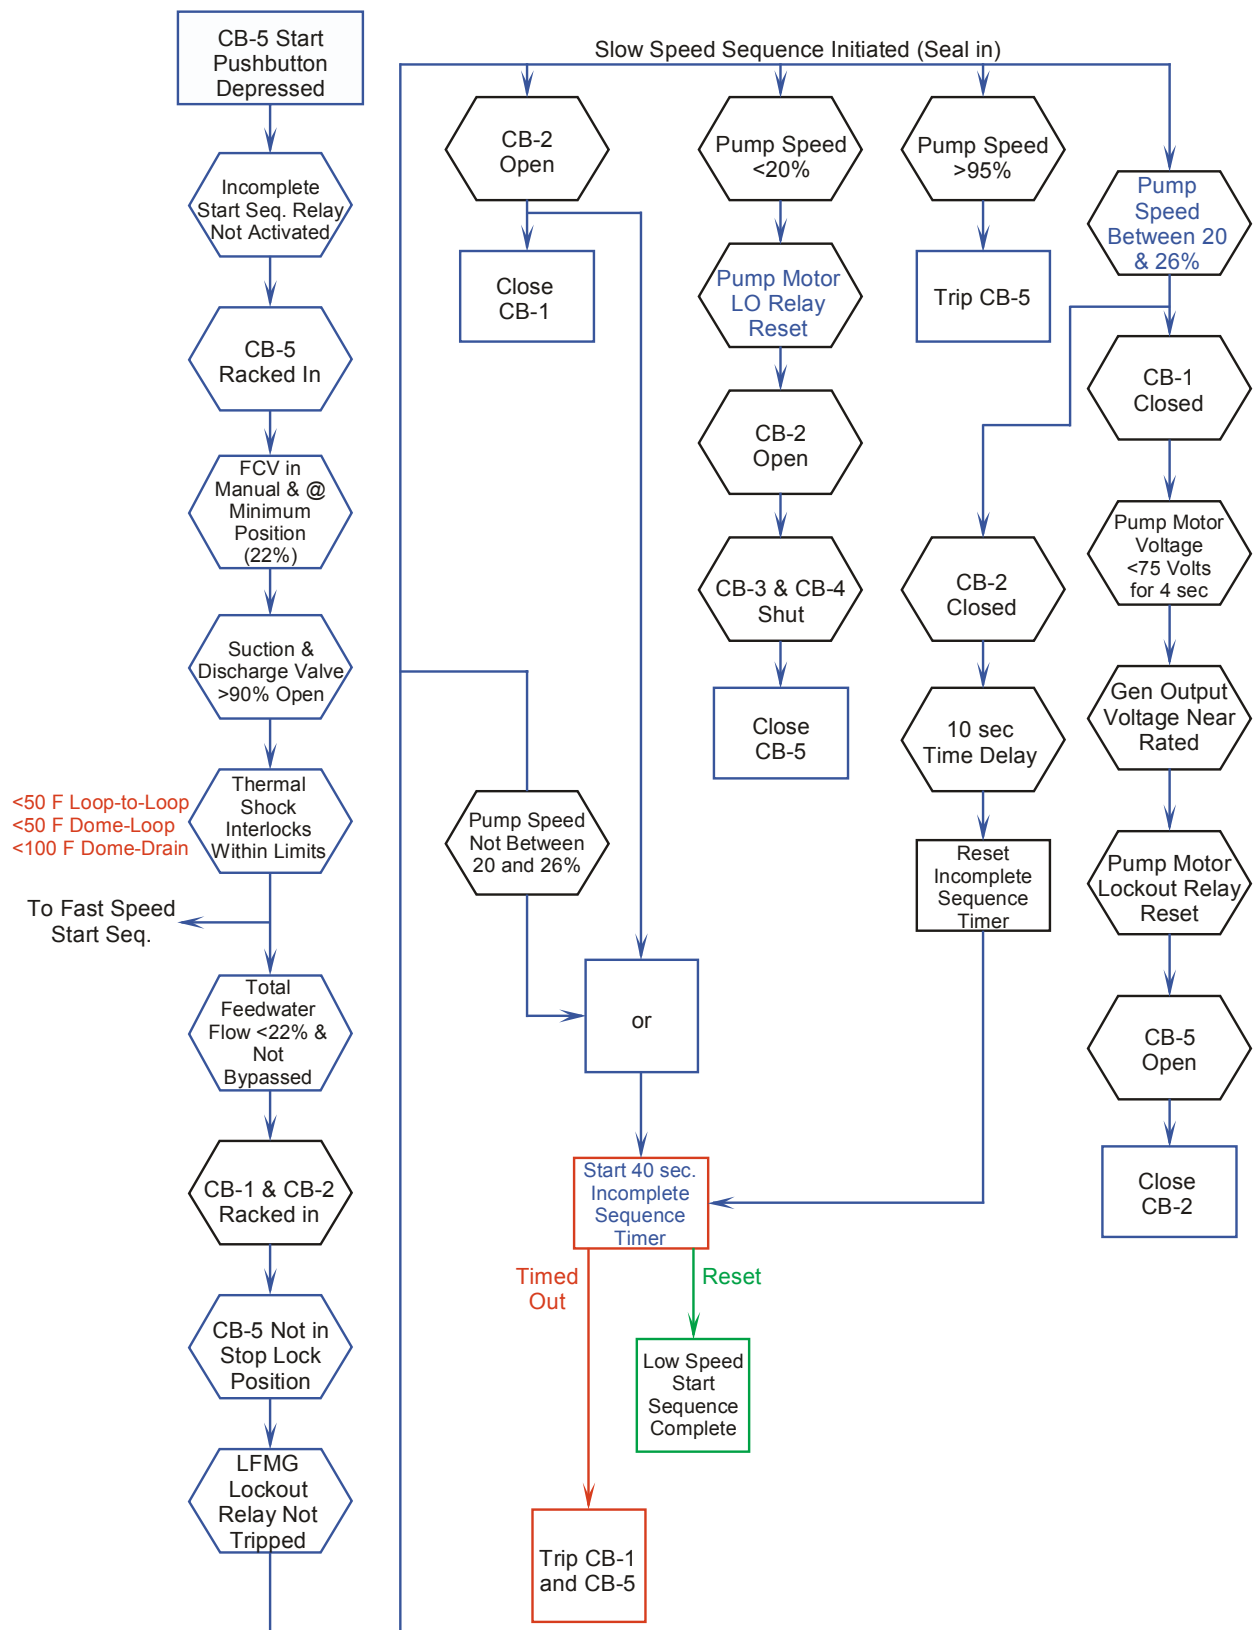 CB-5 Start
Pushbutton
Depressed
Incomplete
Start Seq. Relay
Not Activated
CB-5
Racked In
FCV in
Manual & @
Minimum
Position
(22%)
Suction &
Discharge Valve
>90% Open
<50 F Loop-to-Loop
<50 F Dome-Loop
<100 F Dome-Drain
Thermal
Shock
Interlocks
Within Limits
To Fast Speed
Start Seq.
Total
Feedwater
Flow <22% &
Not
Bypassed
CB-1 & CB-2
Racked in
CB-5 Not in
Stop Lock
Position
LFMG
Lockout
Relay Not
Tripped
Slow Speed Sequence Initiated (Seal in)
CB-2
Open
Close
CB-1
Pump Speed
Not Between
20 and 26%
or
Start 40 sec.
Incomplete
Sequence
Timer
Timed
Out
Reset
Low Speed
Start
Sequence
Complete
Trip CB-1
and CB-5
Pump Speed
<20%
Pump Motor
LO Relay
Reset
CB-2
Open
CB-3 & CB-4
Shut
Close
CB-5
Pump Speed
>95%
Trip CB-5
CB-2
Closed
10 sec
Time Delay
Reset
Incomplete
Sequence
Timer
Pump
Speed
Between 20
& 26%
CB-1
Closed
Pump Motor
Voltage
<75 Volts
for 4 sec
Gen Output
Voltage Near
Rated
Pump Motor
Lockout Relay
Reset
CB-5
Open
Close
CB-2